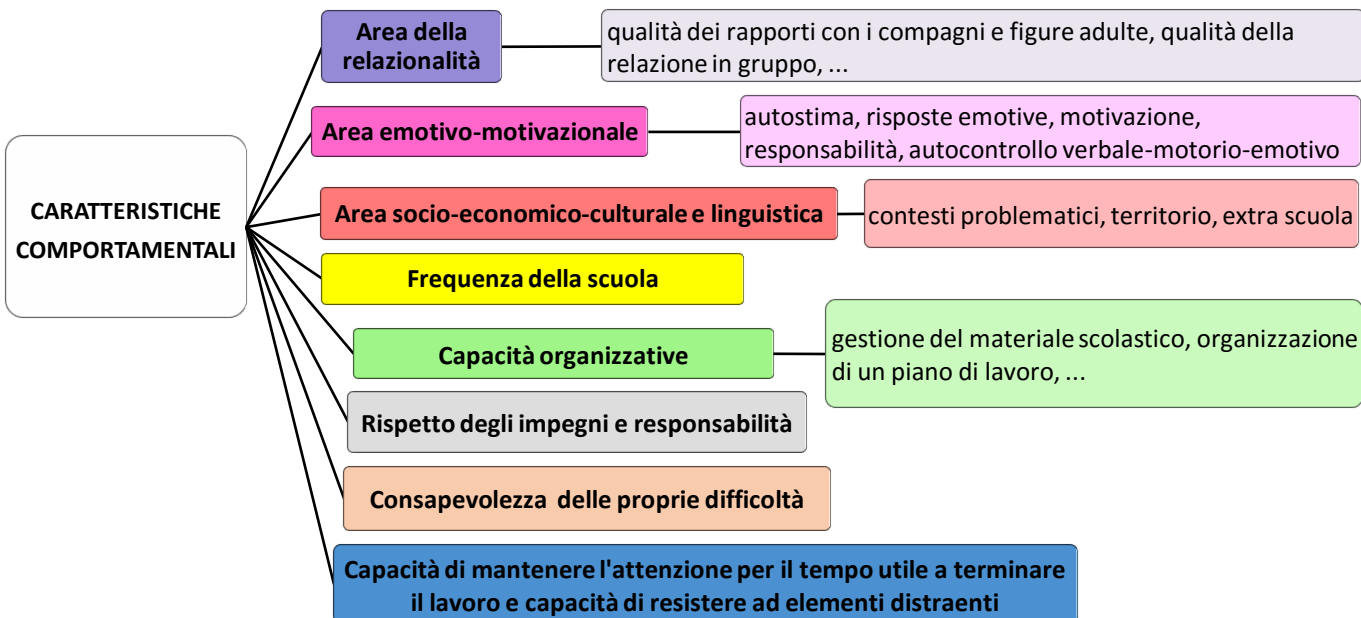 Area della
relazionalità
qualità dei rapporti con i compagni e figure adulte, qualità della
relazione in gruppo, ...
Area emotivo-motivazionale
autostima, risposte emotive, motivazione,
responsabilità, autocontrollo verbale-motorio-emotivo
CARATTERISTICHE
COMPORTAMENTALI
Area socio-economico-culturale e linguistica
contesti problematici, territorio, extra scuola
Frequenza della scuola
Capacità organizzative
gestione del materiale scolastico, organizzazione
di un piano di lavoro, ...
Rispetto degli impegni e responsabilità
Consapevolezza delle proprie difficoltà
Capacità di mantenere l'attenzione per il tempo utile a terminare
il lavoro e capacità di resistere ad elementi distraenti